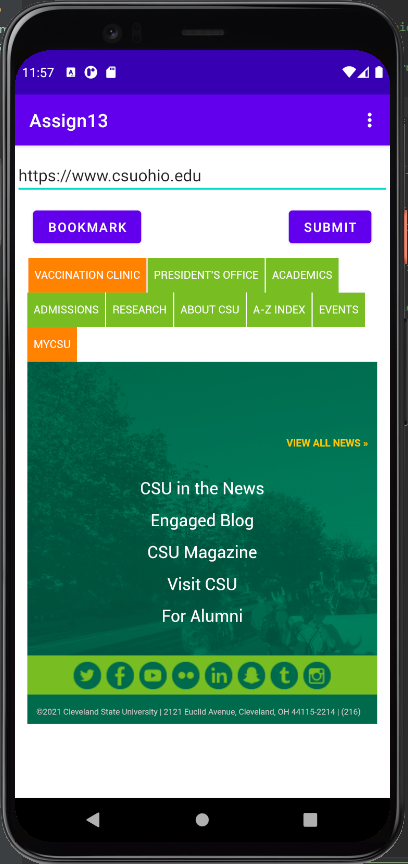 11:57
Assign13
https://www.csuohio.edu
BOOKMARK SUBMIT
VACCINATION CLINIC PRESIDENT'S OFFICE ACADEMICS
ADMISSIONS RESEARCH ABOUT CSU A-Z INDEX EVENTS
MYCSU
VIEW ALL NEWS »
CSU in the News
Engaged Blog
CSU Magazine
Visit CSU
For Alumni
©2021 Cleveland State University | 2121 Euclid Avenue, Cleveland, OH 44115-2214 | (216)